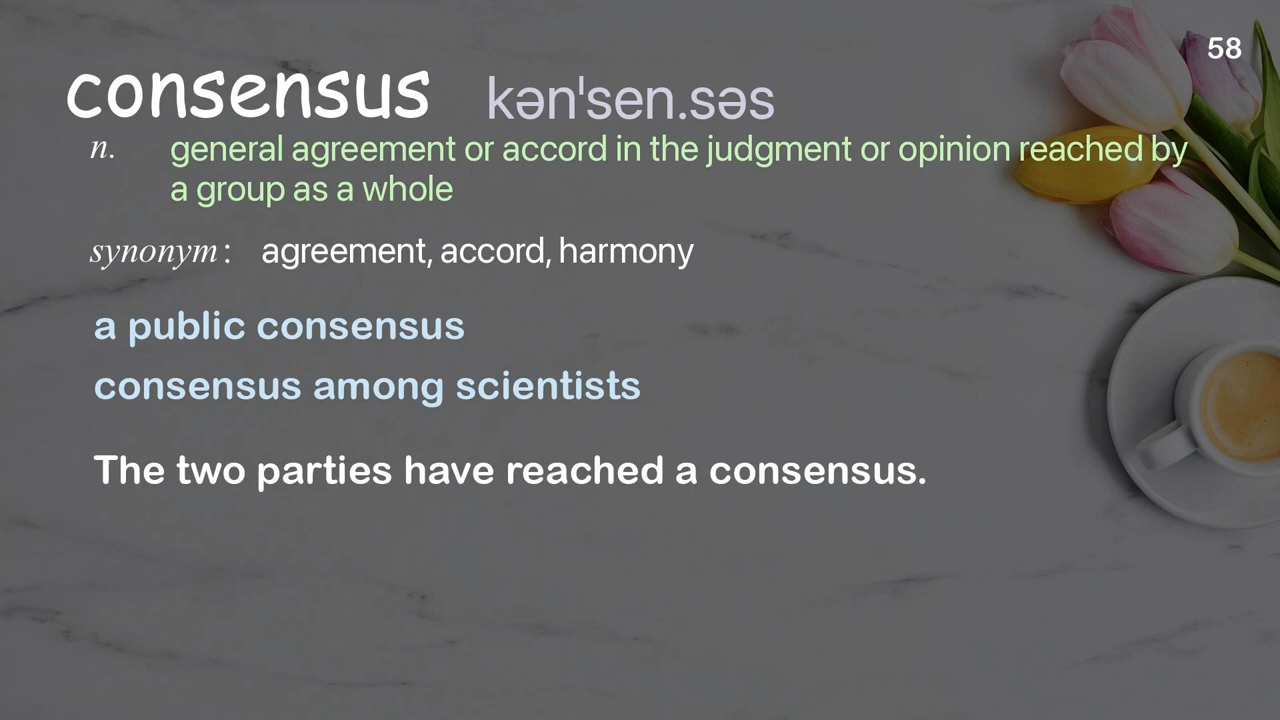 58
consensus kən'sen.səs
n. general agreement or accord in the judgment or opinion reached by
a group as a whole
synonym : agreement, accord, harmony
a public consensus
consensus among scientists
The two parties have reached a consensus.